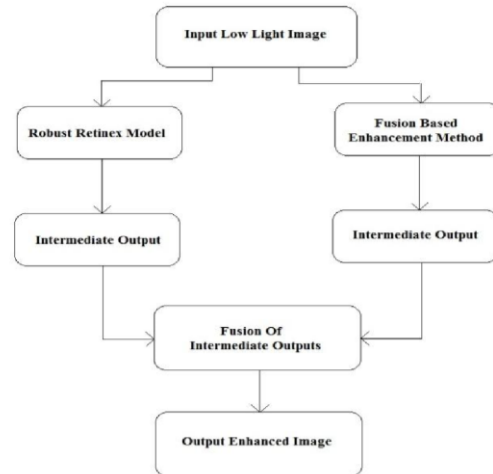 Input Low Light Image
Robust Retinex Model
Fusion Based
Enhancement Method
Intermediate Output
Intermediate Output
Fusion Of
Intermediate Outputs
Output Enhanced Image